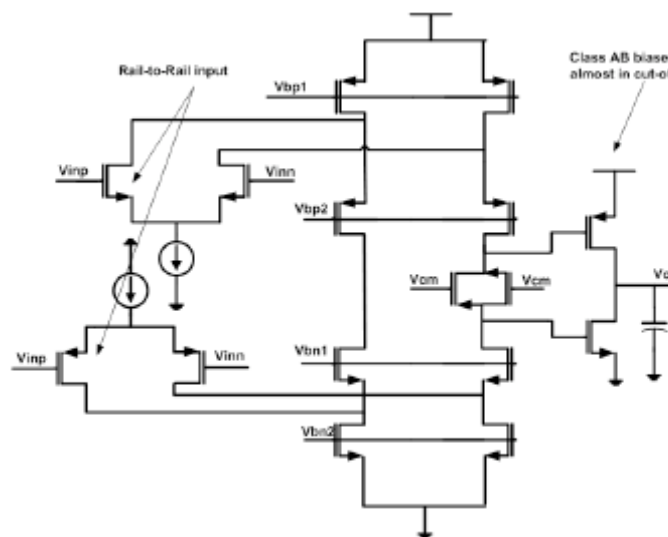 Rail-to-Rail input
Class AB biase
almost in cut-o
Vbp1
Vinp
Vinn
Vbp2
Vcm
Vcm
Vinp
Vinn
Vbn1
Vbn2